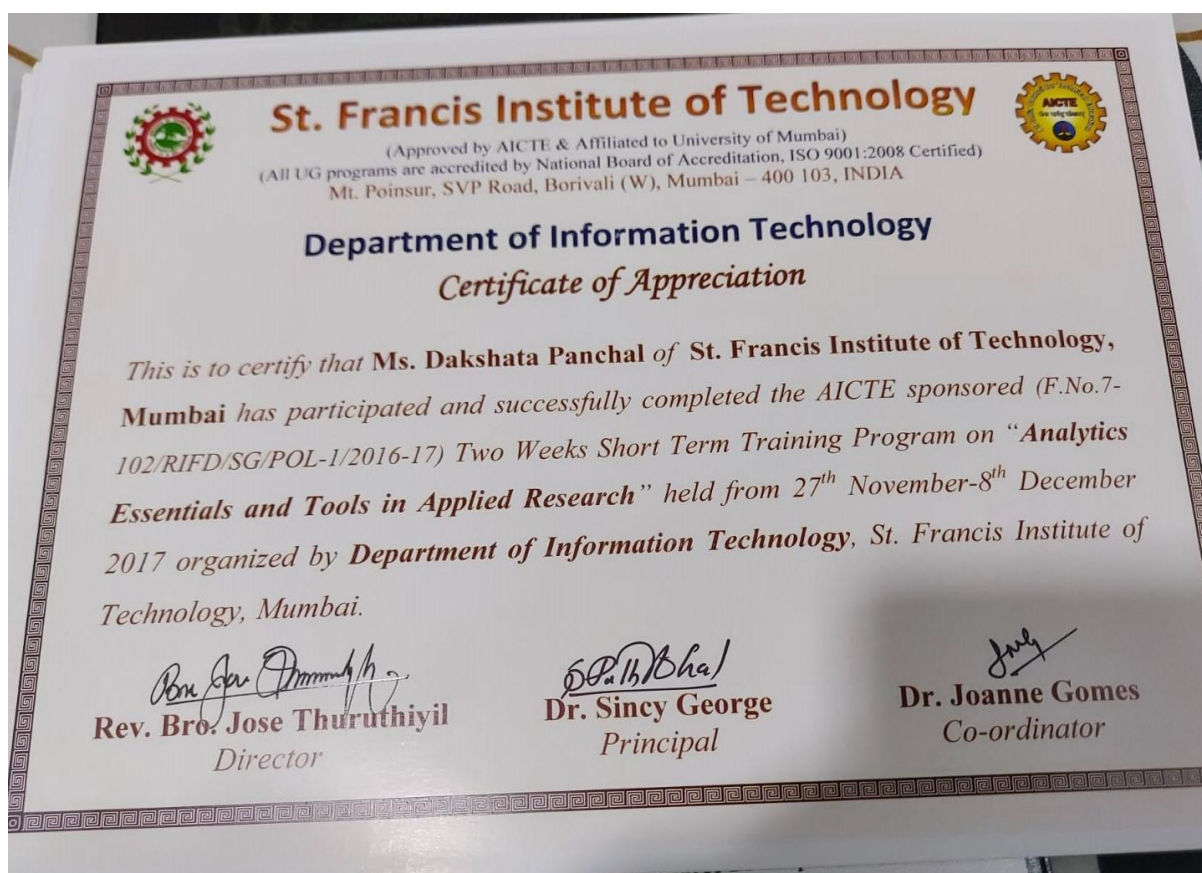 St. Francis Institute of Technology
(Approved by AICTE & Affiliated to University of Mumbai)
(All UG programs are accredited by National Board of Accreditation, ISO 9001:2008 Certified)
Mt. Poinsur, SVP Road, Borivali (W), Mumbai – 400 103, INDIA
AICTE
Department of Information Technology
Certificate of Appreciation
This is to certify that Ms. Dakshata Panchal of St. Francis Institute of Technology,
Mumbai has participated and successfully completed the AICTE sponsored (F.No.7-
102/RIFD/SG/POL-1/2016-17) Two Weeks Short Term Training Program on “Analytics
Essentials and Tools in Applied Research” held from 27th November-8th December
2017 organized by Department of Information Technology, St. Francis Institute of
Technology, Mumbai.
Rev. Bro. Jose Thuruthiyil
Director
Dr. Sincy George
Principal
Dr. Joanne Gomes
Co-ordinator